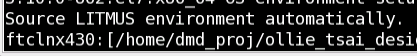 Source LITMUS environment automatically.
ftclnx430:[/home/dmd_proj/ollie_tsai_desi